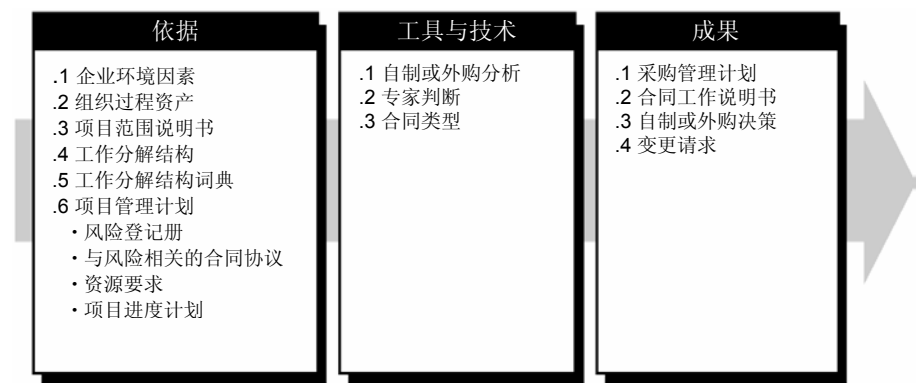 依据
.1 企业环境因素
.2 组织过程资产
.3 项目范围说明书
.4 工作分解结构
.5 工作分解结构词典
.6 项目管理计划
・风险登记册
・与风险相关的合同协议
・资源要求
・项目进度计划
工具与技术
.1 自制或外购分析
.2 专家判断
.3 合同类型
成果
.1 采购管理计划
.2 合同工作说明书
.3 自制或外购决策
.4 变更请求